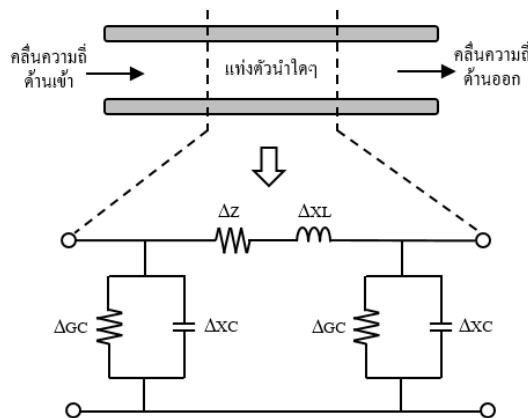 คลื่นความถี่
ด้านเข้า
แท่งตัวนำใดๆ
คลื่นความถี่
ด้านออก
ΔZ
ΔXL
ΔGC
ΔXC
ΔGC
ΔXC